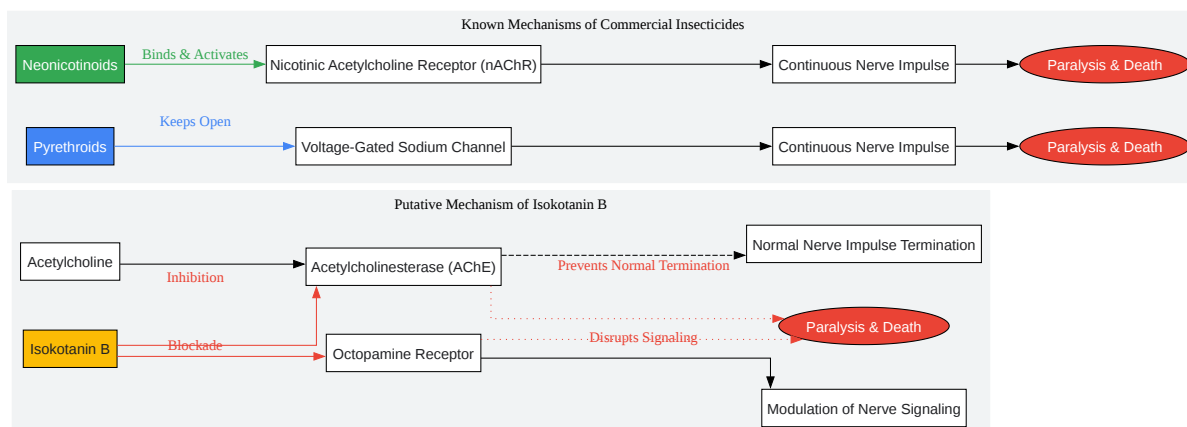 Known Mechanisms of Commercial Insecticides
Neonicotinoids
Binds & Activates
Nicotinic Acetylcholine Receptor (nAChR)
Continuous Nerve Impulse
Paralysis & Death
Pyrethroids
Keeps Open
Voltage-Gated Sodium Channel
Continuous Nerve Impulse
Paralysis & Death
Putative Mechanism of Isokotanin B
Acetylcholine
Inhibition
Acetylcholinesterase (AChE)
Prevents Normal Termination
Normal Nerve Impulse Termination
Isokotanin B
Blockade
Octopamine Receptor
Disrupts Signaling
Paralysis & Death
Modulation of Nerve Signaling